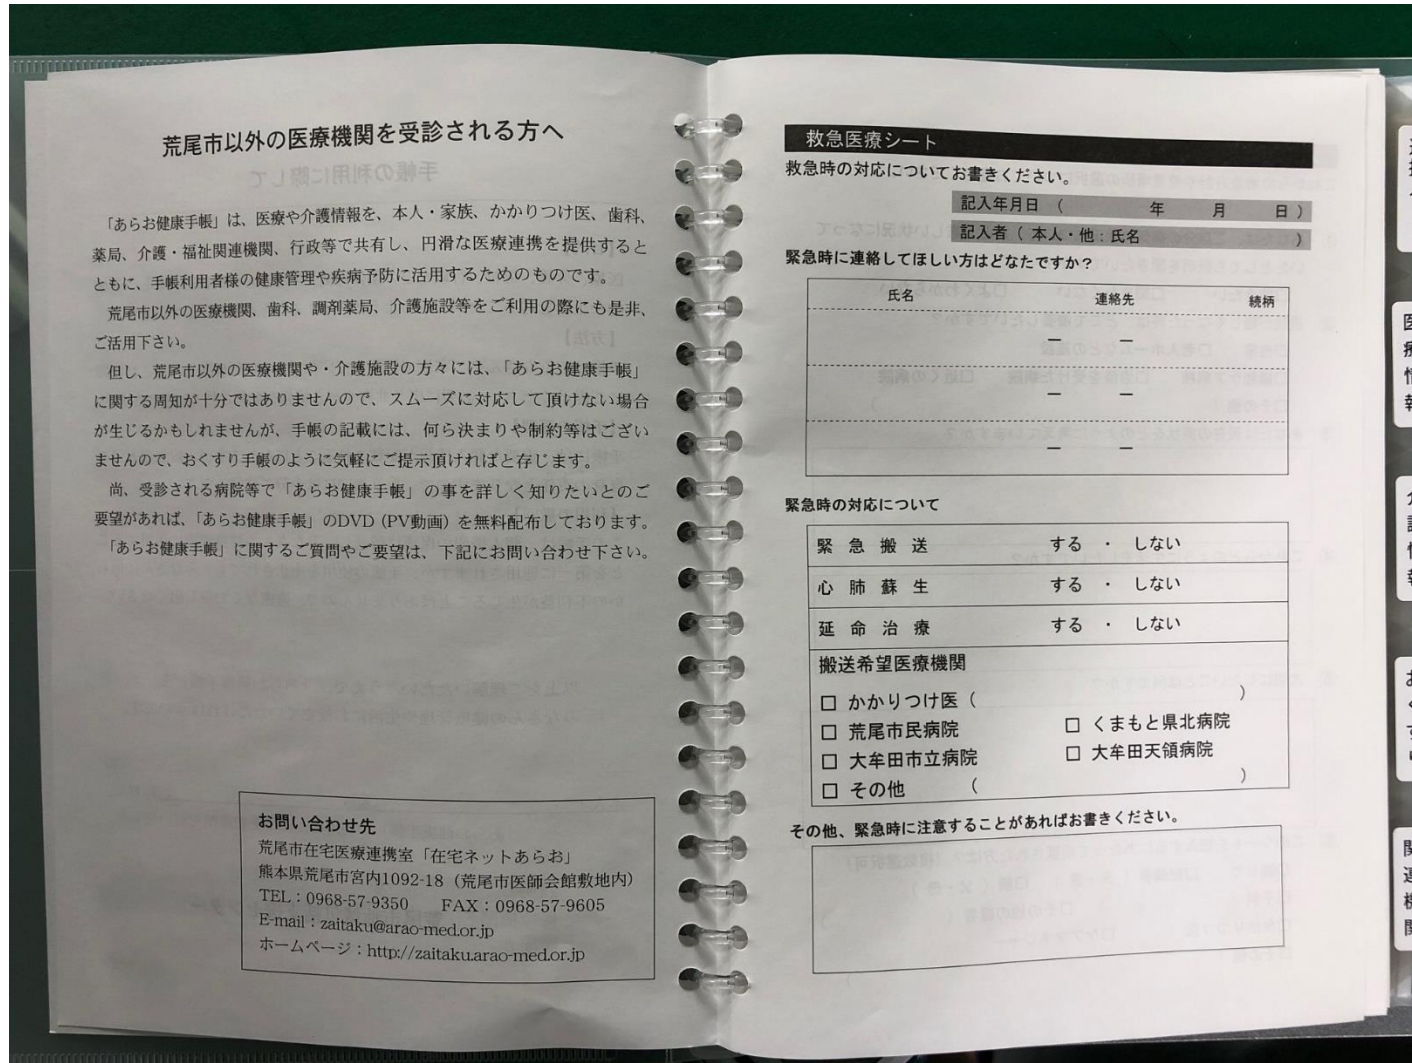 荒尾市以外の医療機関を受診される方へ
「あらお健康手帳」は、医療や介護情報を、本人・家族、かかりつけ医、歯科、
薬局、介護・福祉関連機関、行政等で共有し、円滑な医療連携を提供すると
ともに、手帳利用者様の健康管理や疾病予防に活用するためのものです。
荒尾市以外の医療機関、歯科、調剤薬局、介護施設等をご利用の際にも是非、
ご活用下さい。
但し、荒尾市以外の医療機関や・介護施設の方々には、「あらお健康手帳」
に関する周知が十分ではありませんので、スムーズに対応して頂けない場合
が生じるかもしれませんが、手帳の記載には、何ら決まりや制約等はござい
ませんので、おくすり手帳のように気軽にご提示頂ければと存じます。
尚、受診される病院等で「あらお健康手帳」の事を詳しく知りたいとのご
要望があれば、「あらお健康手帳」のDVD（PV動画）を無料配布しております。
「あらお健康手帳」に関するご質問やご要望は、下記にお問い合わせ下さい。
お問い合わせ先
荒尾市在宅医療連携室「在宅ネットあらお」
熊本県荒尾市宮内1092-18（荒尾市医師会館敷地内）
TEL：0968-57-9350　FAX：0968-57-9605
E-mail：zaitaku@arao-med.or.jp
ホームページ：http://zaitaku.arao-med.or.jp
救急医療シート
救急時の対応についてお書きください。
記入年月日（　年　月　日）
記入者（本人・他：氏名　）
緊急時に連絡してほしい方はどなたですか？
氏名　連絡先　続柄
－　－
－　－
－　－
緊急時の対応について
緊急搬送　する・しない
心肺蘇生　する・しない
延命治療　する・しない
搬送希望医療機関
□ かかりつけ医（　）
□ 荒尾市民病院　□ くまもと県北病院
□ 大牟田市立病院　□ 大牟田天領病院
□ その他　（　）
その他、緊急時に注意することがあればお書きください。